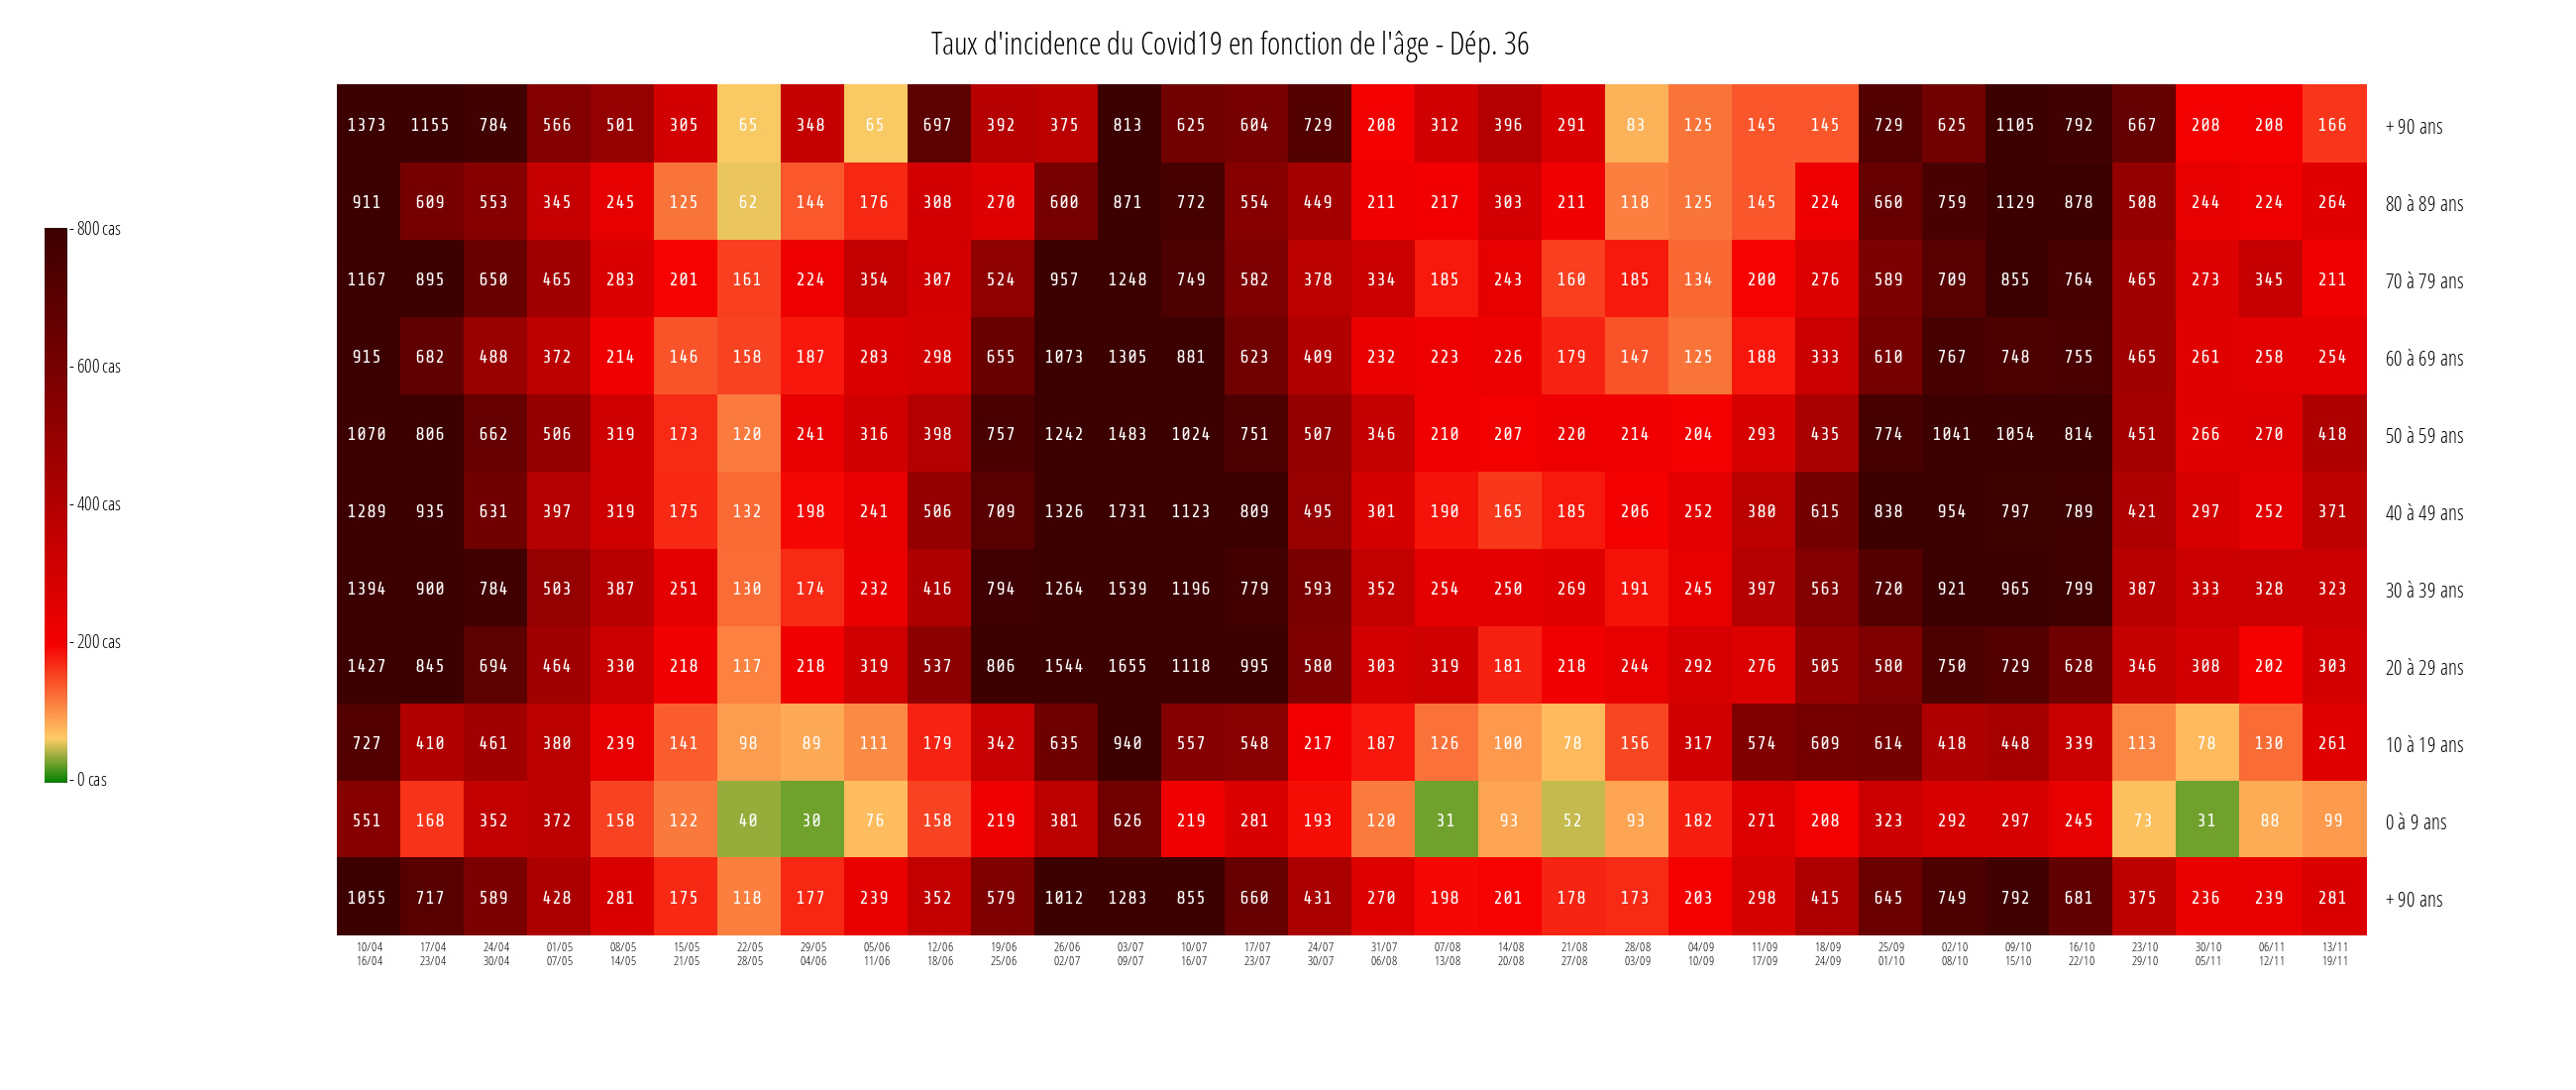 Taux d'incidence du Covid19 en fonction de l'âge - Dép. 36
1373 1155 784 566 501 305 65 348 65 697 392 375 813 625 604 729 208 312 396 291 83 125 145 145 729 625 1105 792 667 208 208 166 + 90 ans
911 609 553 345 245 125 62 144 176 308 270 600 871 772 554 449 211 217 303 211 118 125 145 224 660 759 1129 878 508 244 224 264 80 à 89 ans
- 800 cas
1167 895 650 465 283 201 161 224 354 307 524 957 1248 749 582 378 334 185 243 160 185 134 200 276 589 709 855 764 465 273 345 211 70 à 79 ans
915 682 488 372 214 146 158 187 283 298 655 1073 1305 881 623 409 232 223 226 179 147 125 188 333 610 767 748 755 465 261 258 254 60 à 69 ans
- 600 cas
1070 806 662 506 319 173 120 241 316 398 757 1242 1483 1024 751 507 346 210 207 220 214 204 293 435 774 1041 1054 814 451 266 270 418 50 à 59 ans
- 400 cas
1289 935 631 397 319 175 132 198 241 506 709 1326 1731 1123 809 495 301 190 165 185 206 252 380 615 838 954 797 789 421 297 252 371 40 à 49 ans
1394 900 784 503 387 251 130 174 232 416 794 1264 1539 1196 779 593 352 254 250 269 191 245 397 563 720 921 965 799 387 333 328 323 30 à 39 ans
- 200 cas
1427 845 694 464 330 218 117 218 319 537 806 1544 1655 1118 995 580 303 319 181 218 244 292 276 505 580 750 729 628 346 308 202 303 20 à 29 ans
727 410 461 380 239 141 98 89 111 179 342 635 940 557 548 217 187 126 100 78 156 317 574 609 614 418 448 339 113 78 130 261 10 à 19 ans
- 0 cas
551 168 352 372 158 122 40 30 76 158 219 381 626 219 281 193 120 31 93 52 93 182 271 208 323 292 297 245 73 31 88 99 0 à 9 ans
1055 717 589 428 281 175 118 177 239 352 579 1012 1283 855 660 431 270 198 201 178 173 203 298 415 645 749 792 681 375 236 239 281 + 90 ans
10/04 17/04 24/04 01/05 08/05 15/05 22/05 29/05 05/06 12/06 19/06 26/06 03/07 10/07 17/07 24/07 31/07 07/08 14/08 21/08 28/08 04/09 11/09 18/09 25/09 02/10 09/10 16/10 23/10 30/10 06/11 13/11
16/04 23/04 30/04 07/05 14/05 21/05 28/05 04/06 11/06 18/06 25/06 02/07 09/07 16/07 23/07 30/07 06/08 13/08 20/08 27/08 03/09 10/09 17/09 24/09 01/10 08/10 15/10 22/10 29/10 05/11 12/11 19/11